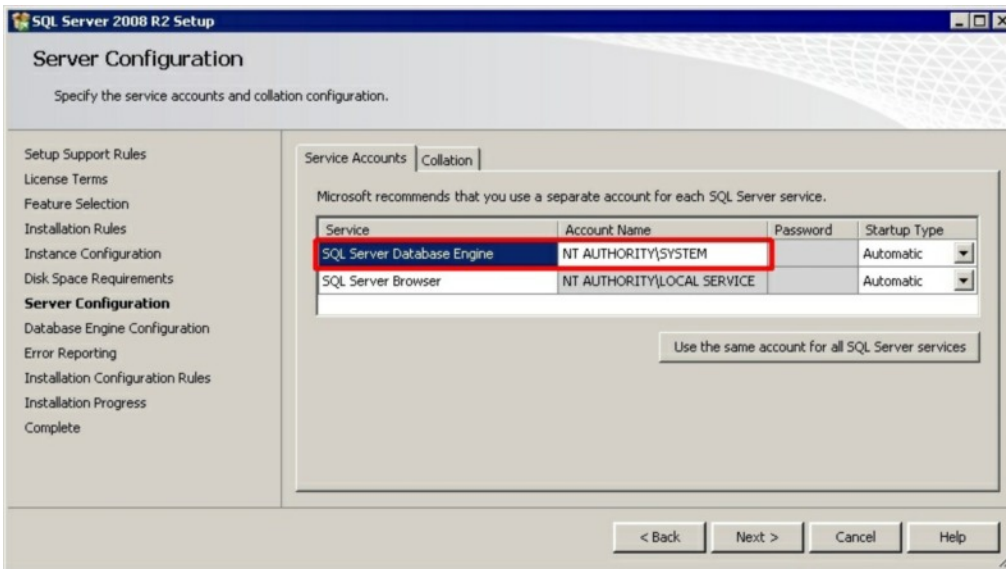 SQL Server 2008 R2 Setup
Server Configuration
Specify the service accounts and collation configuration.
Setup Support Rules
License Terms
Feature Selection
Installation Rules
Instance Configuration
Disk Space Requirements
Server Configuration
Database Engine Configuration
Error Reporting
Installation Configuration Rules
Installation Progress
Complete
Service Accounts Collation
Microsoft recommends that you use a separate account for each SQL Server service.
Service Account Name Password Startup Type
SQL Server Database Engine NT AUTHORITY\SYSTEM Automatic
SQL Server Browser NT AUTHORITY\LOCAL SERVICE Automatic
Use the same account for all SQL Server services
< Back Next > Cancel Help